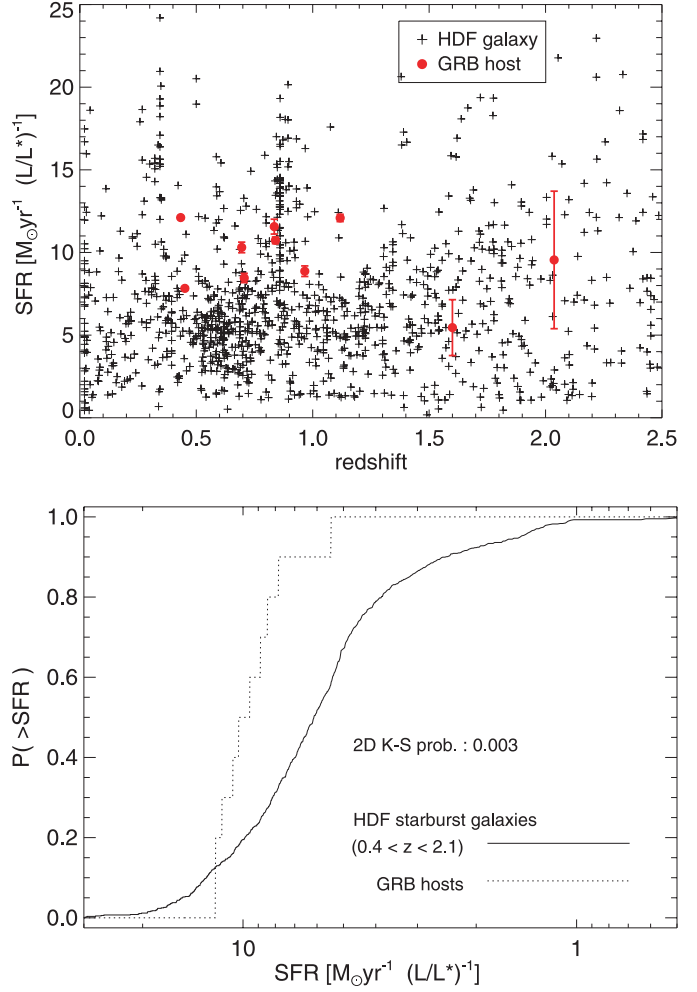 25
20
15
10
5
0
SFR [M⊙yr⁻¹ (L/L*)⁻¹]
HDF galaxy
GRB host
0.0 0.5 1.0 1.5 2.0 2.5
redshift
1.0
0.8
0.6
0.4
0.2
0.0
P( >SFR )
2D K-S prob. : 0.003
HDF starburst galaxies
(0.4 < z < 2.1)
GRB hosts
10 1
SFR [M⊙yr⁻¹ (L/L*)⁻¹]